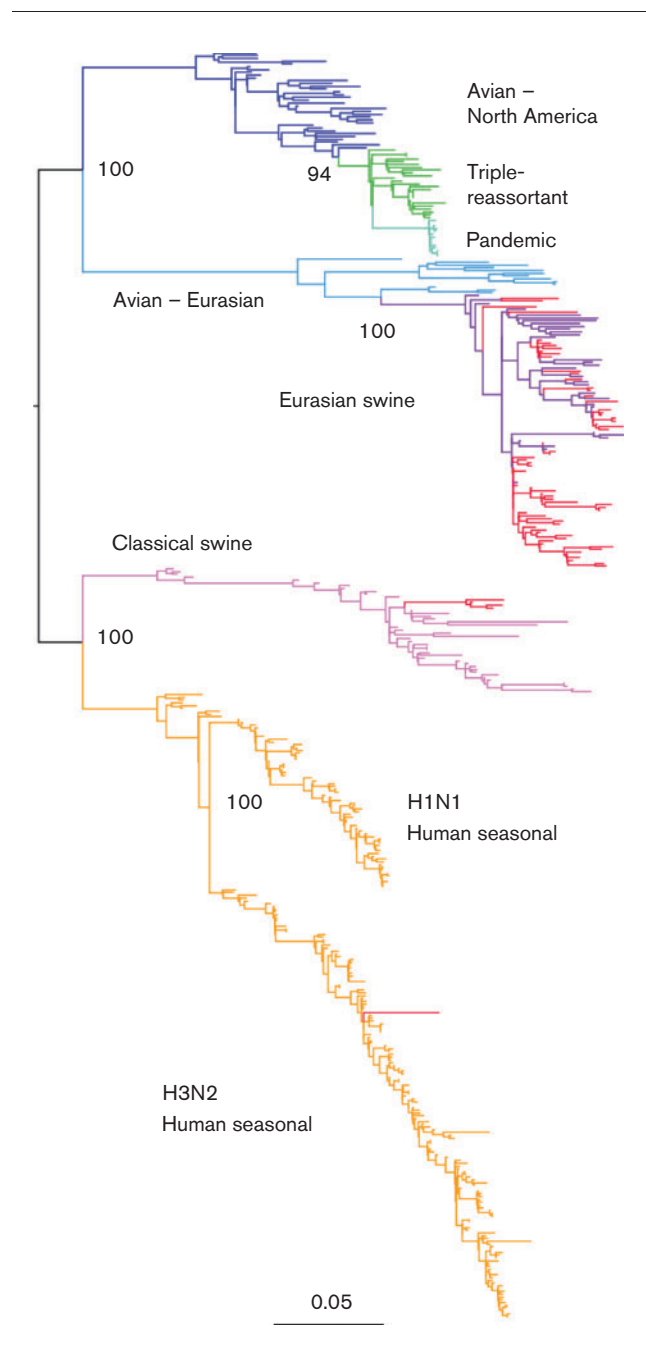 Avian –
North America
100
94
Triple-
reassortant
Pandemic
Avian – Eurasian
100
Eurasian swine
Classical swine
100
100
H1N1
Human seasonal
H3N2
Human seasonal
0.05